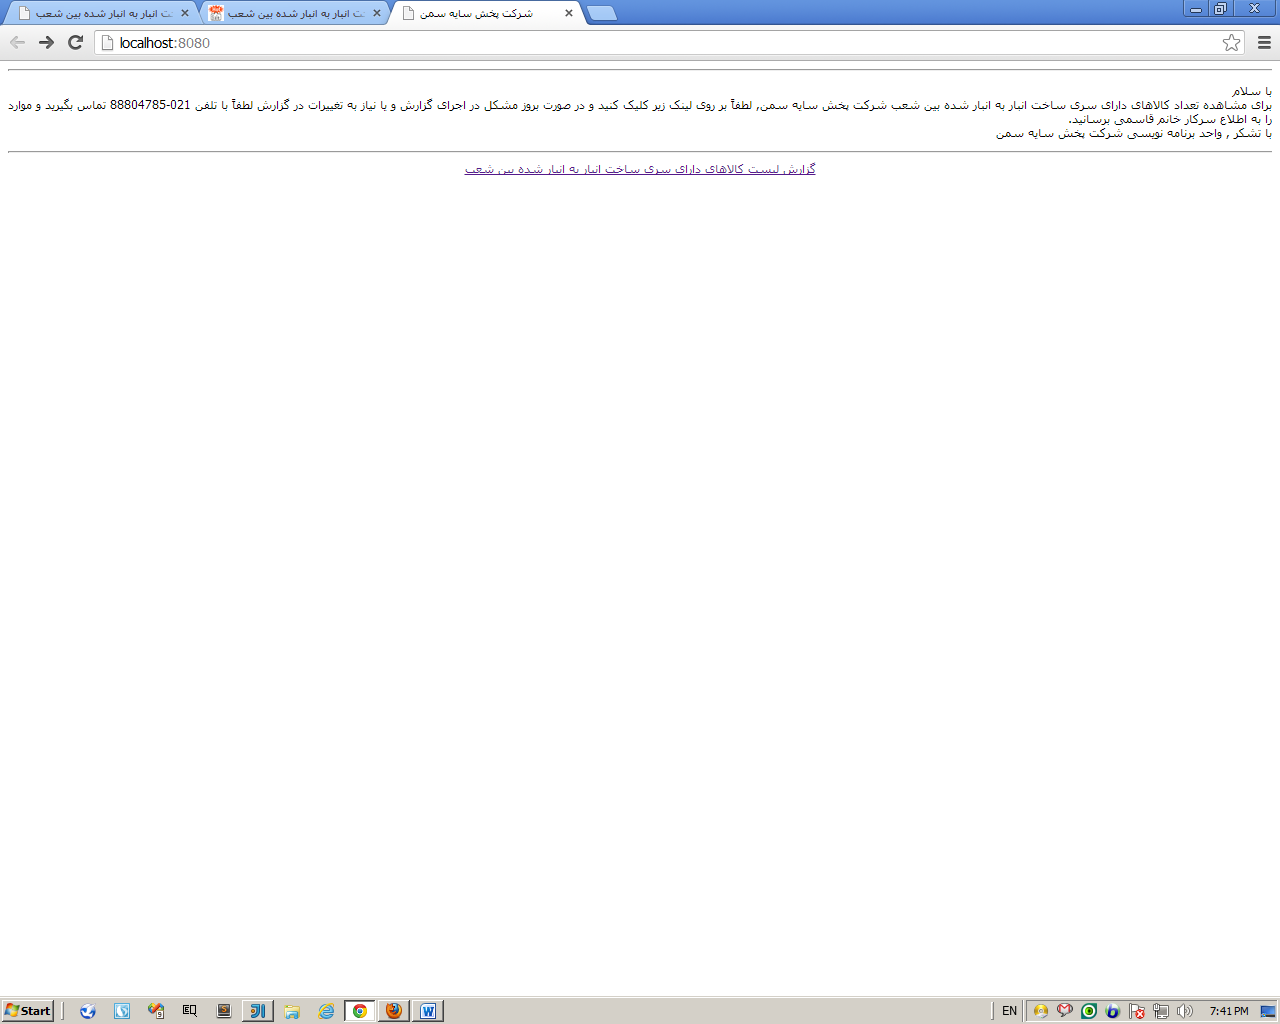 ت انبار به انبار شده بین شعب
ت انبار به انبار شده بین شعب
شرکت پخش سایه سمن
localhost:8080
با سلام
برای مشاهده تعداد کالاهای دارای سری ساخت انبار به انبار شده بین شعب شرکت پخش سایه سمن, لطفاً بر روی لینک زیر کلیک کنید و در صورت بروز مشکل در اجرای گزارش و یا نیاز به تغییرات در گزارش لطفاً با تلفن 021-88804785 تماس بگیرید و موارد
را به اطلاع سرکار خانم قاسمی برسانید.
با تشکر , واحد برنامه نویسی شرکت پخش سایه سمن
گزارش لیست کالاهای دارای سری ساخت انبار به انبار شده بین شعب
Start
EQ
EN
7:41 PM